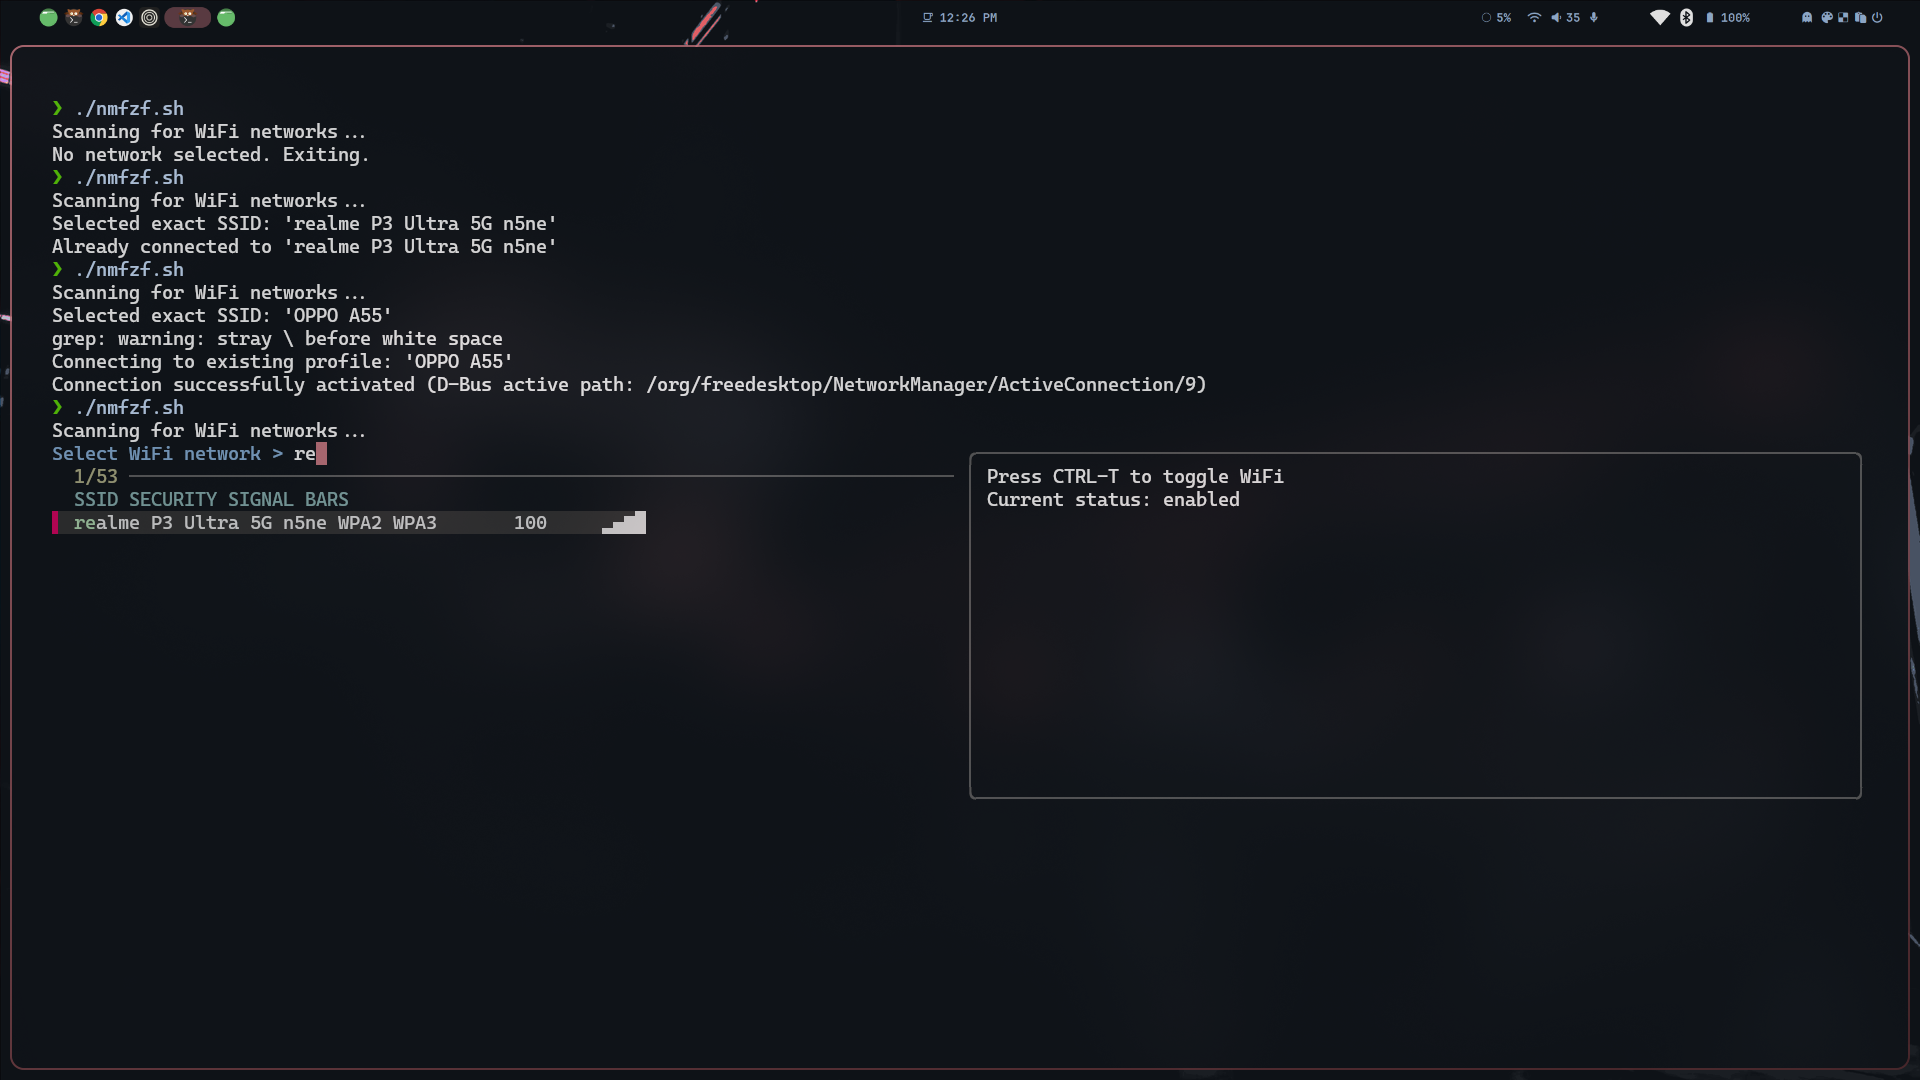 12:26 PM
5% 35 100%
❯ ./nmfzf.sh
Scanning for WiFi networks...
No network selected. Exiting.
❯ ./nmfzf.sh
Scanning for WiFi networks...
Selected exact SSID: 'realme P3 Ultra 5G n5ne'
Already connected to 'realme P3 Ultra 5G n5ne'
❯ ./nmfzf.sh
Scanning for WiFi networks...
Selected exact SSID: 'OPPO A55'
grep: warning: stray \ before white space
Connecting to existing profile: 'OPPO A55'
Connection successfully activated (D-Bus active path: /org/freedesktop/NetworkManager/ActiveConnection/9)
❯ ./nmfzf.sh
Scanning for WiFi networks...
Select WiFi network > re
1/53
SSID SECURITY SIGNAL BARS
realme P3 Ultra 5G n5ne WPA2 WPA3 100
Press CTRL-T to toggle WiFi
Current status: enabled